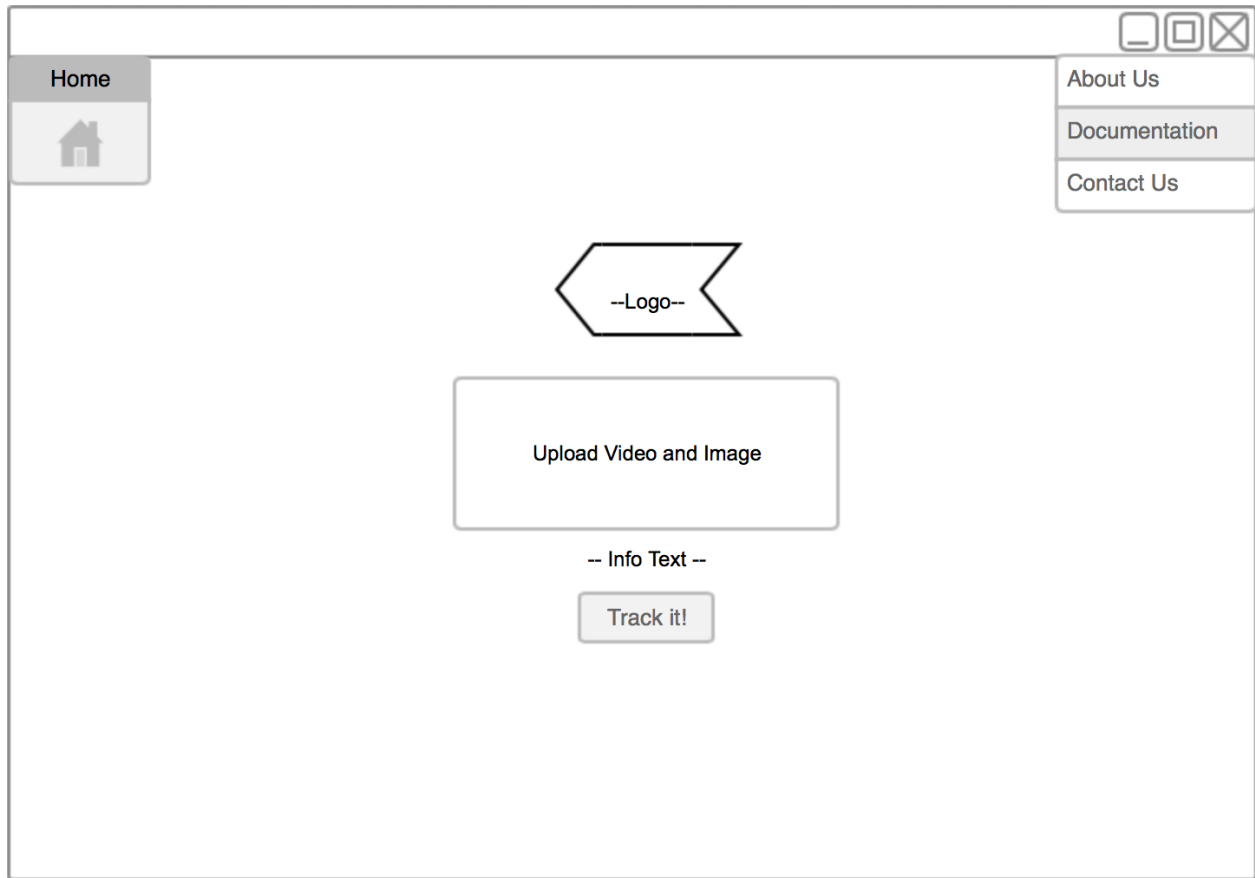 Home
About Us
Documentation
Contact Us
--Logo--
Upload Video and Image
-- Info Text --
Track it!